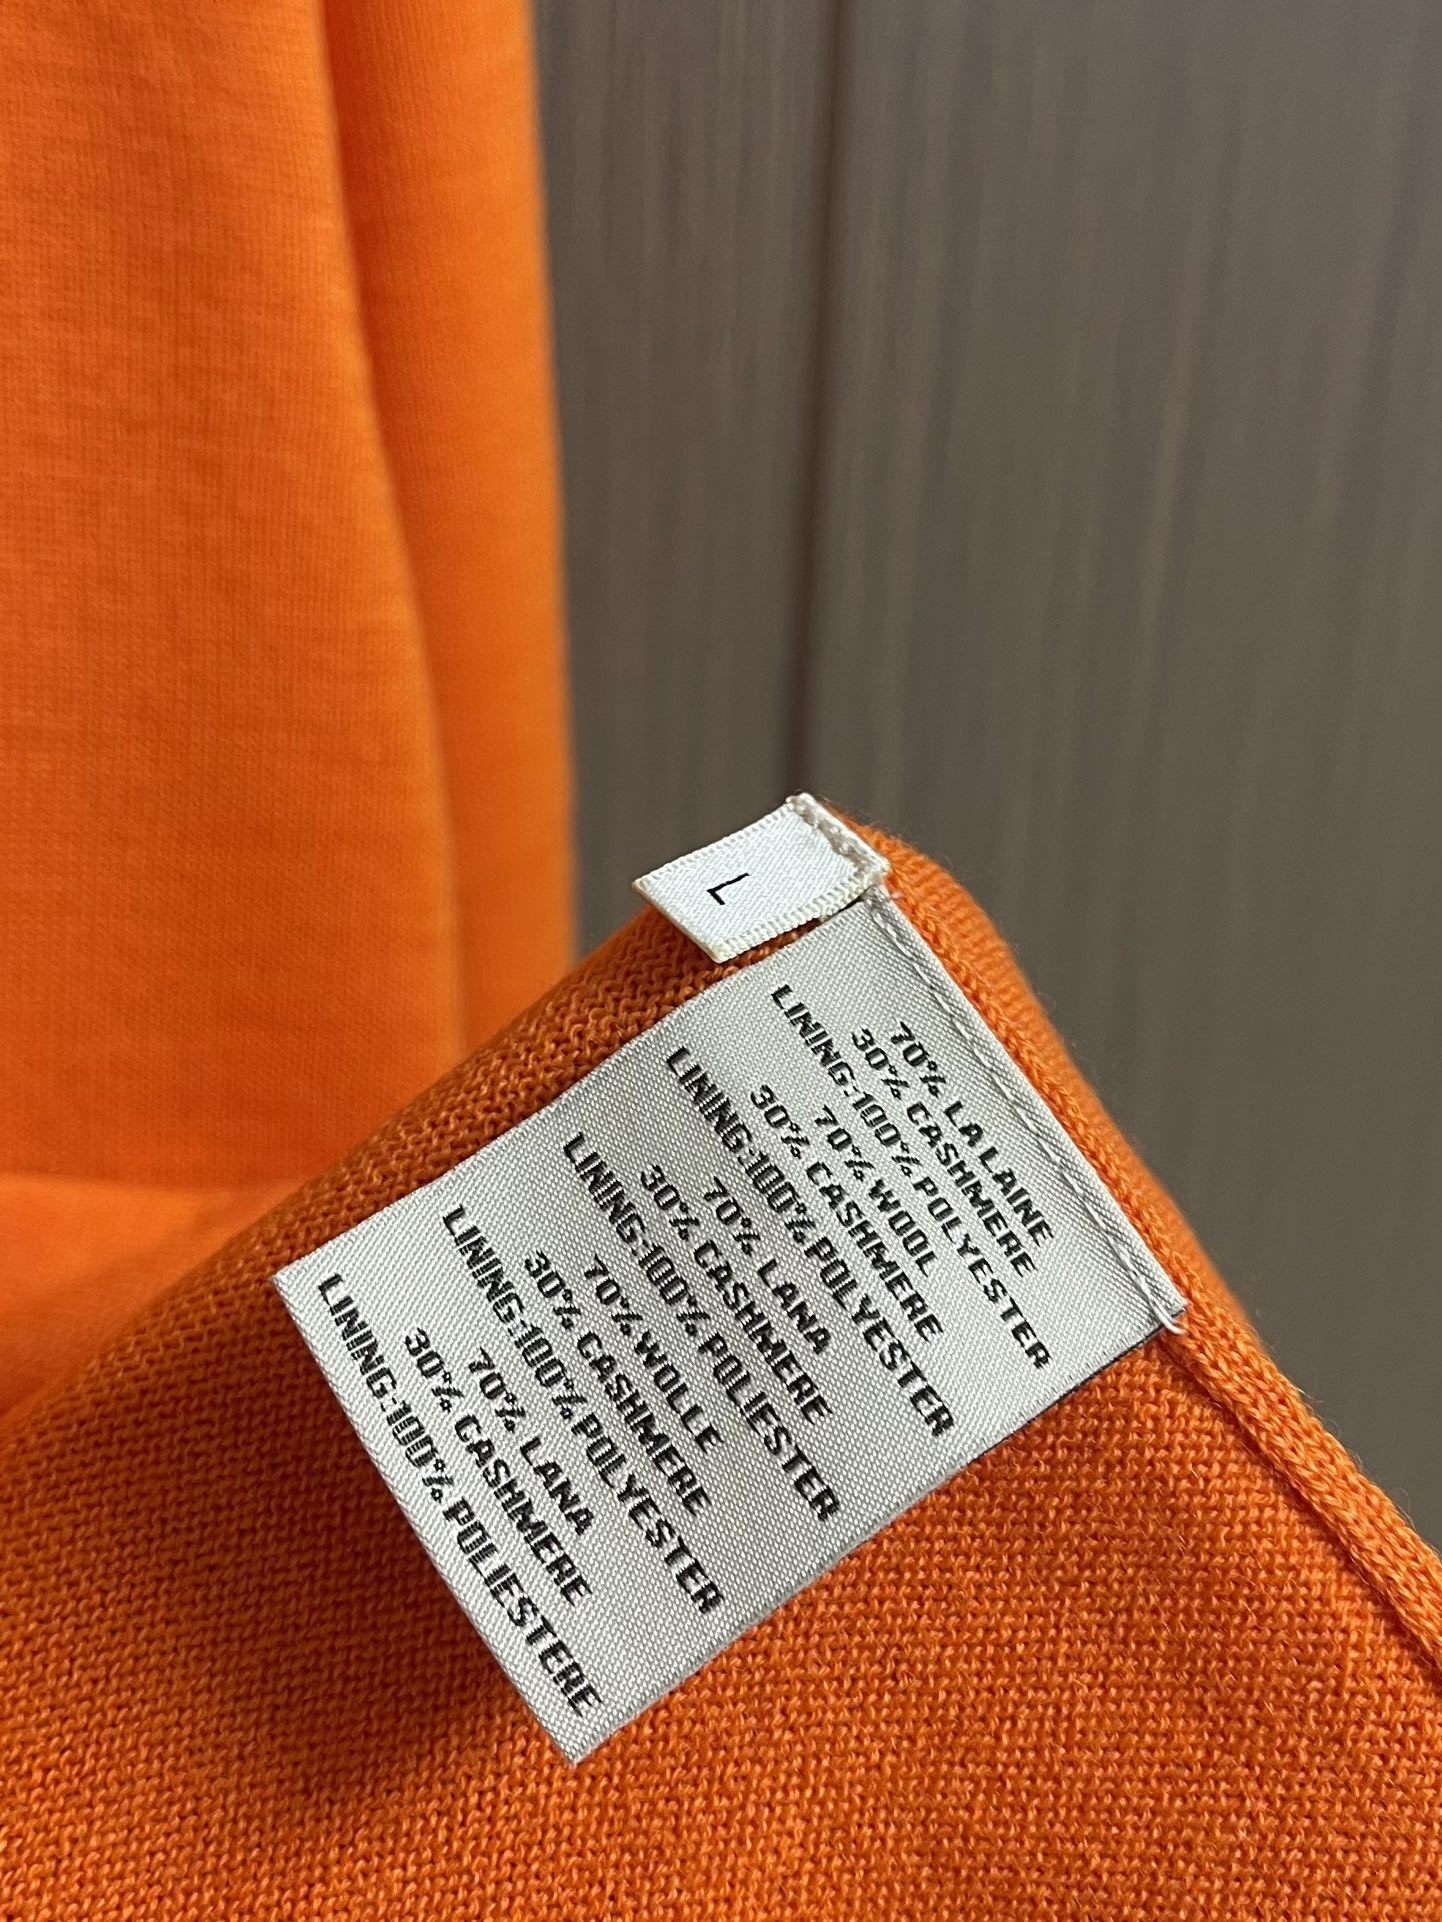 L
70% LA LAINE
30% CASHMERE
LINING:100% POLYESTER
70% WOOL
30% CASHMERE
LINING:100% POLYESTER
70% LANA
30% CASHMERE
LINING:100% POLIESTER
70% WOLLE
30% CASHMERE
LINING:100% POLYESTER
70% LANA
30% CASHMERE
LINING:100% POLIESTERE